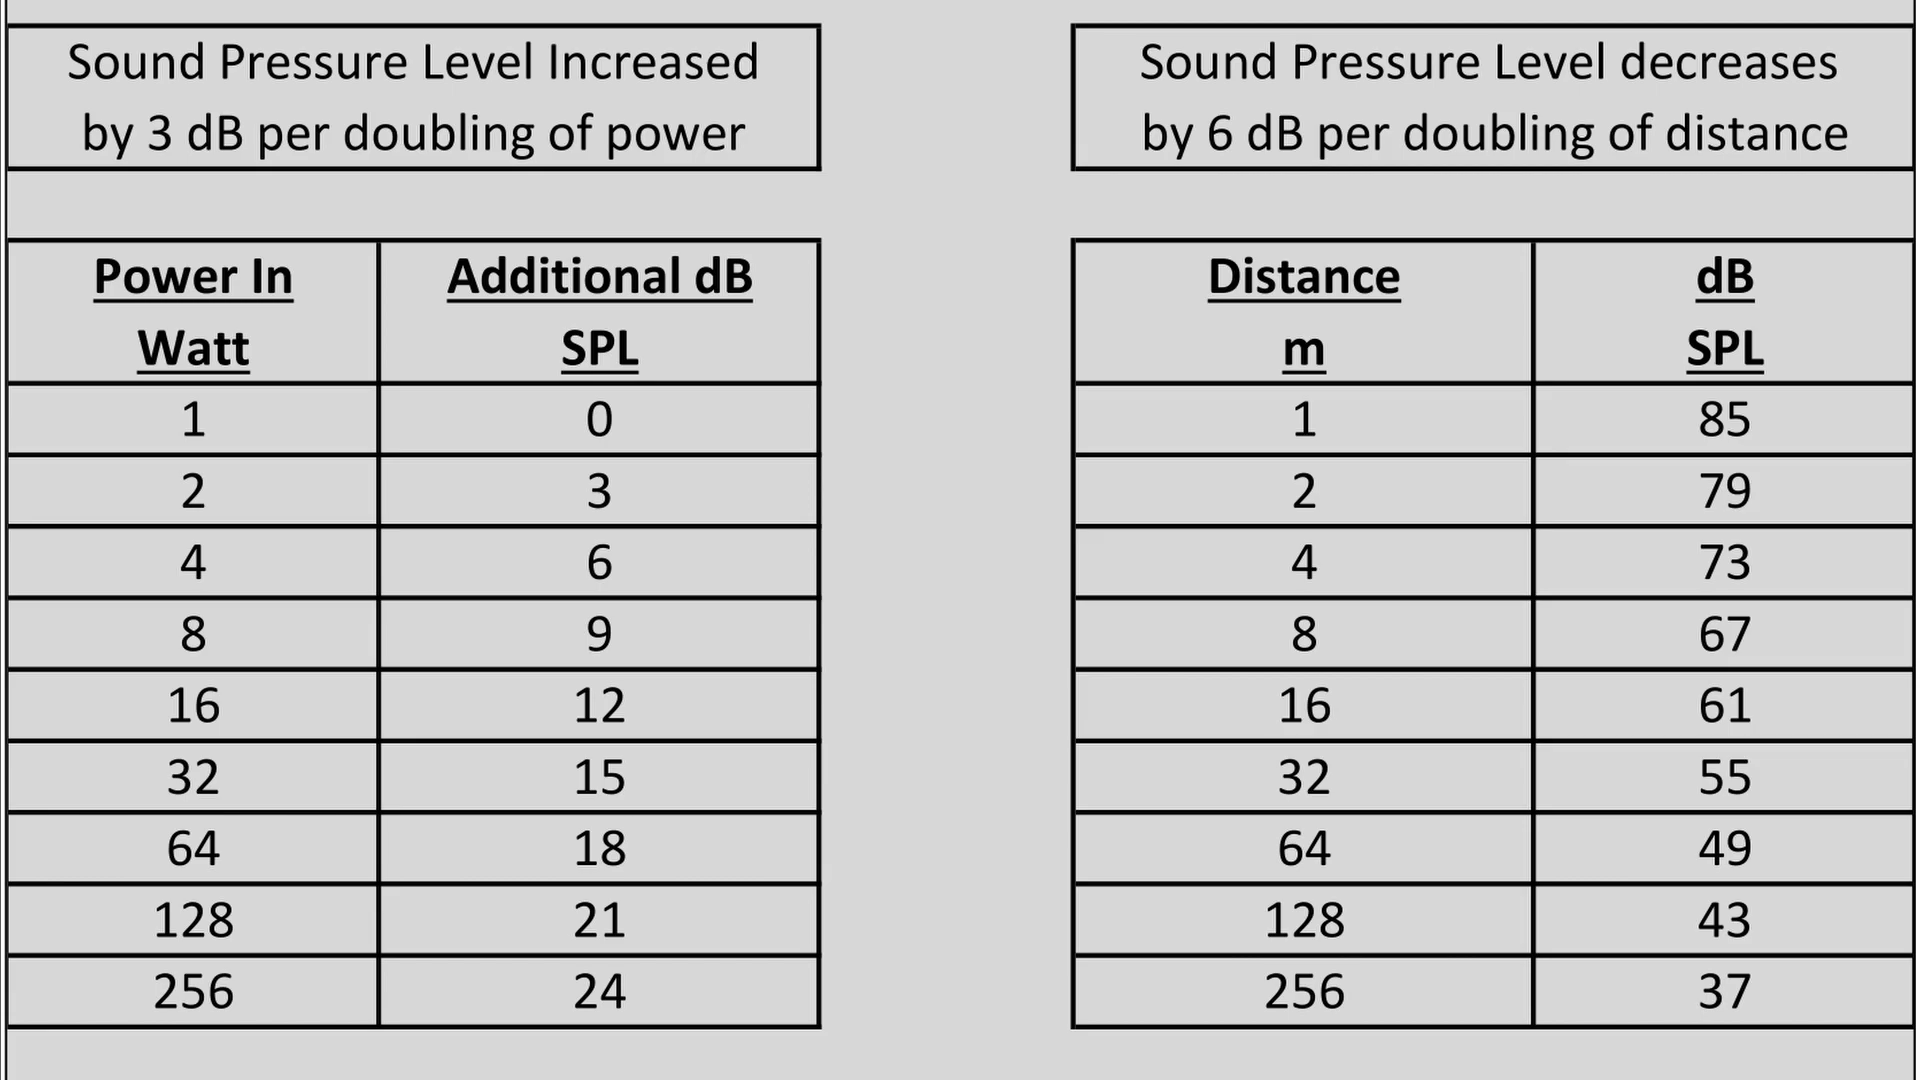 Sound Pressure Level Increased
by 3 dB per doubling of power
Power In Additional dB
Watt SPL
1 0
2 3
4 6
8 9
16 12
32 15
64 18
128 21
256 24
Sound Pressure Level decreases
by 6 dB per doubling of distance
Distance dB
m SPL
1 85
2 79
4 73
8 67
16 61
32 55
64 49
128 43
256 37